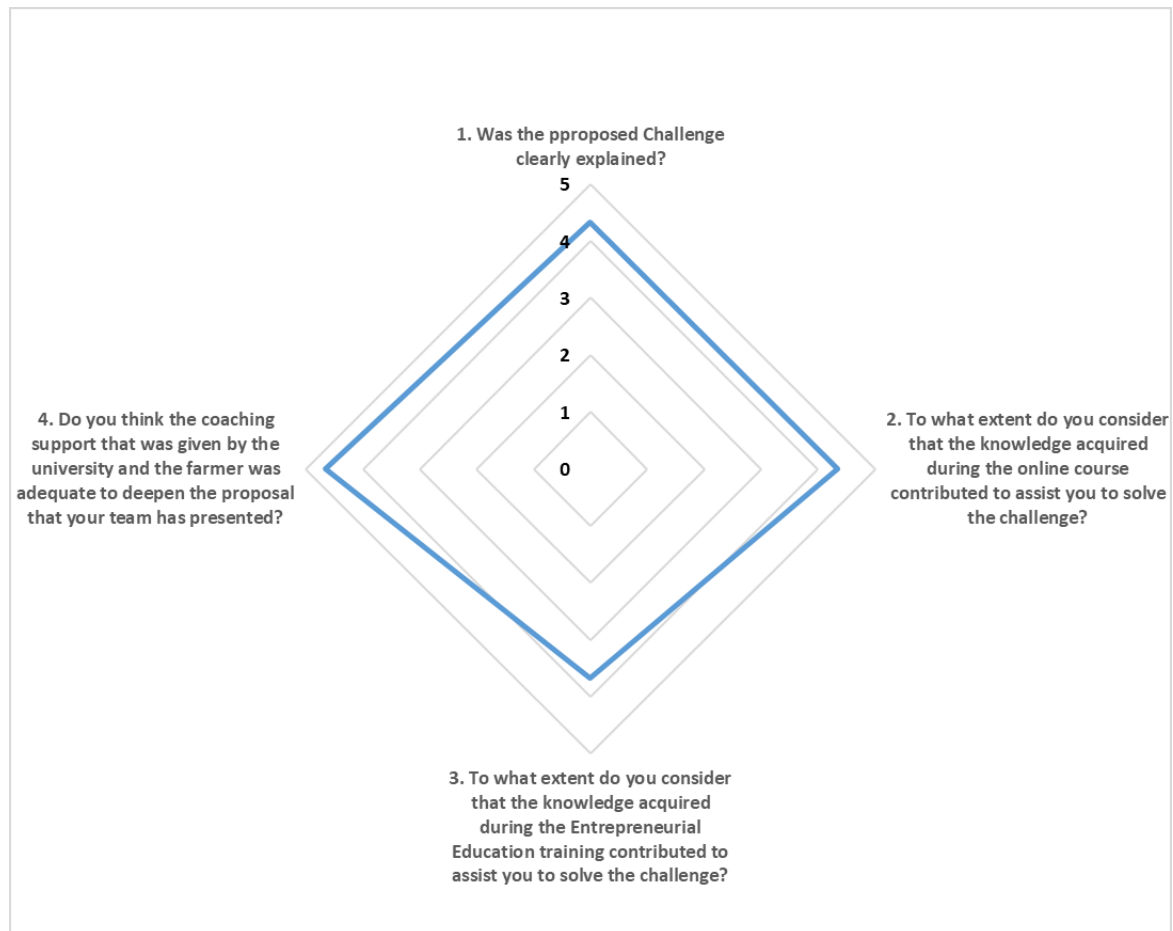 1. Was the pproposed Challenge
clearly explained?
5
4
3
2
1
0
4. Do you think the coaching
support that was given by the
university and the farmer was
adequate to deepen the proposal
that your team has presented?
2. To what extent do you consider
that the knowledge acquired
during the online course
contributed to assist you to solve
the challenge?
3. To what extent do you consider
that the knowledge acquired
during the Entrepreneurial
Education training contributed to
assist you to solve the challenge?